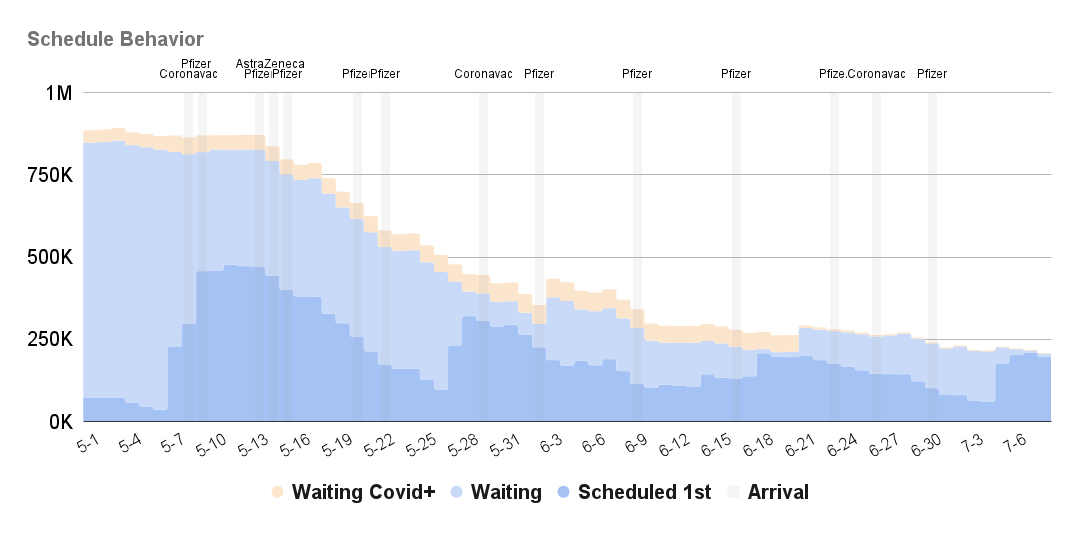 Schedule Behavior
Pfizer AstraZeneca
Coronavac Pfizer Pfizer Pfizer Pfizer Coronavac Pfizer Pfizer Pfizer Pfize. Coronavac Pfizer
1M
750K
500K
250K
0K
5-1 5-4 5-7 5-10 5-13 5-16 5-19 5-22 5-25 5-28 5-31 6-3 6-6 6-9 6-12 6-15 6-18 6-21 6-24 6-27 6-30 7-3 7-6
Waiting Covid+ Waiting Scheduled 1st Arrival